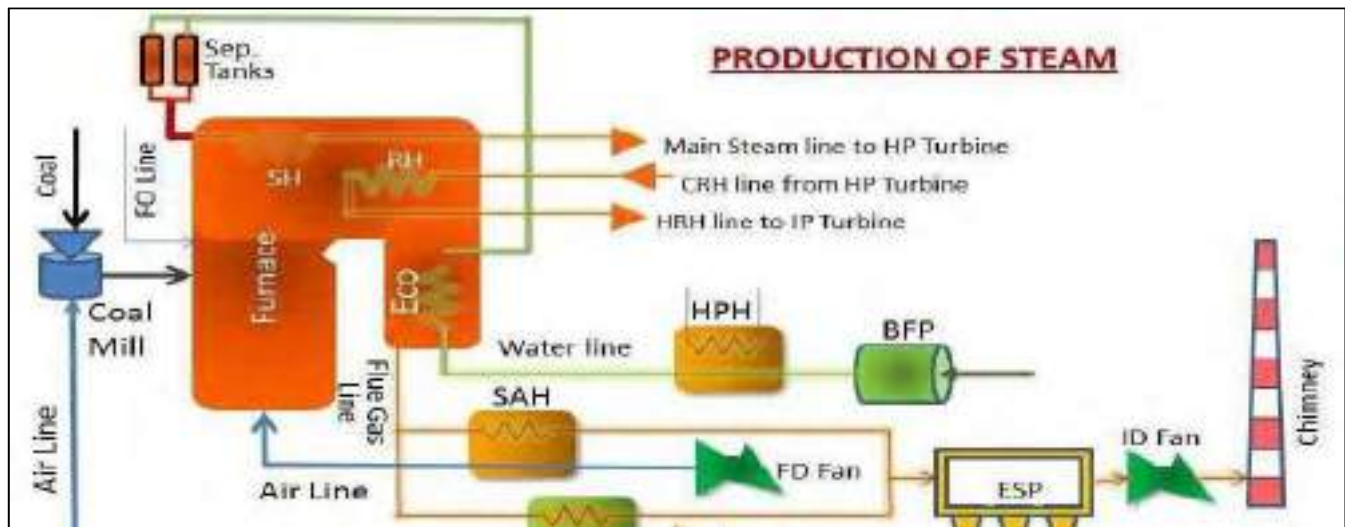 Sep.
Tanks
PRODUCTION OF STEAM
Coal
FO Line
SH
RH
Main Steam line to HP Turbine
CRH line from HP Turbine
HRH line to IP Turbine
Furnace
ECO
Coal
Mill
HPH
BFP
Water line
Flue Gas
Line
SAH
Air Line
Air Line
FD Fan
ESP
ID Fan
Chimney